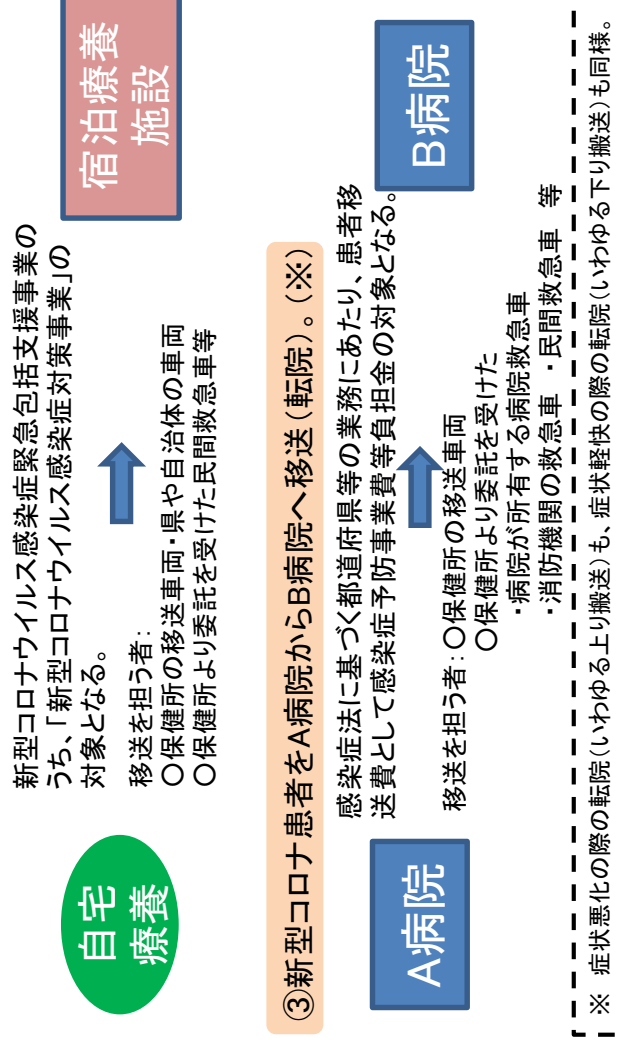 自宅
療養
新型コロナウイルス感染症緊急包括支援事業の
うち、「新型コロナウイルス感染症対策事業」の
対象となる。
移送を担う者：
〇保健所の移送車両・県や自治体の車両
〇保健所より委託を受けた民間救急車等
宿泊療養
施設
③新型コロナ患者をA病院からB病院へ移送（転院）。（※）
A病院
感染症法に基づく都道府県等の業務にあたり、患者移
送費として感染症予防事業費等負担金の対象となる。
移送を担う者：〇保健所の移送車両
〇保健所より委託を受けた
・病院が所有する病院救急車
・消防機関の救急車　・民間救急車　等
B病院
※　症状悪化の際の転院（いわゆる上り搬送）も、症状軽快の際の転院（いわゆる下り搬送）も同様。